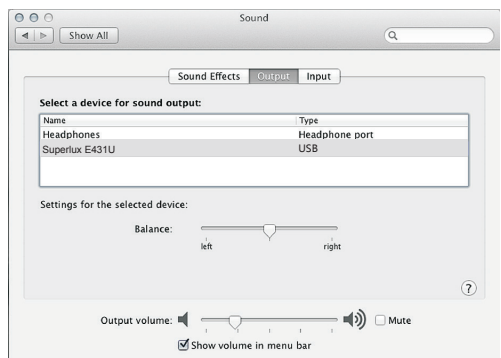 Sound
Show All
Sound Effects Output Input
Select a device for sound output:
Name Type
Headphones Headphone port
Superlux E431U USB
Settings for the selected device:
Balance:
left right
?
Output volume: Mute
Show volume in menu bar